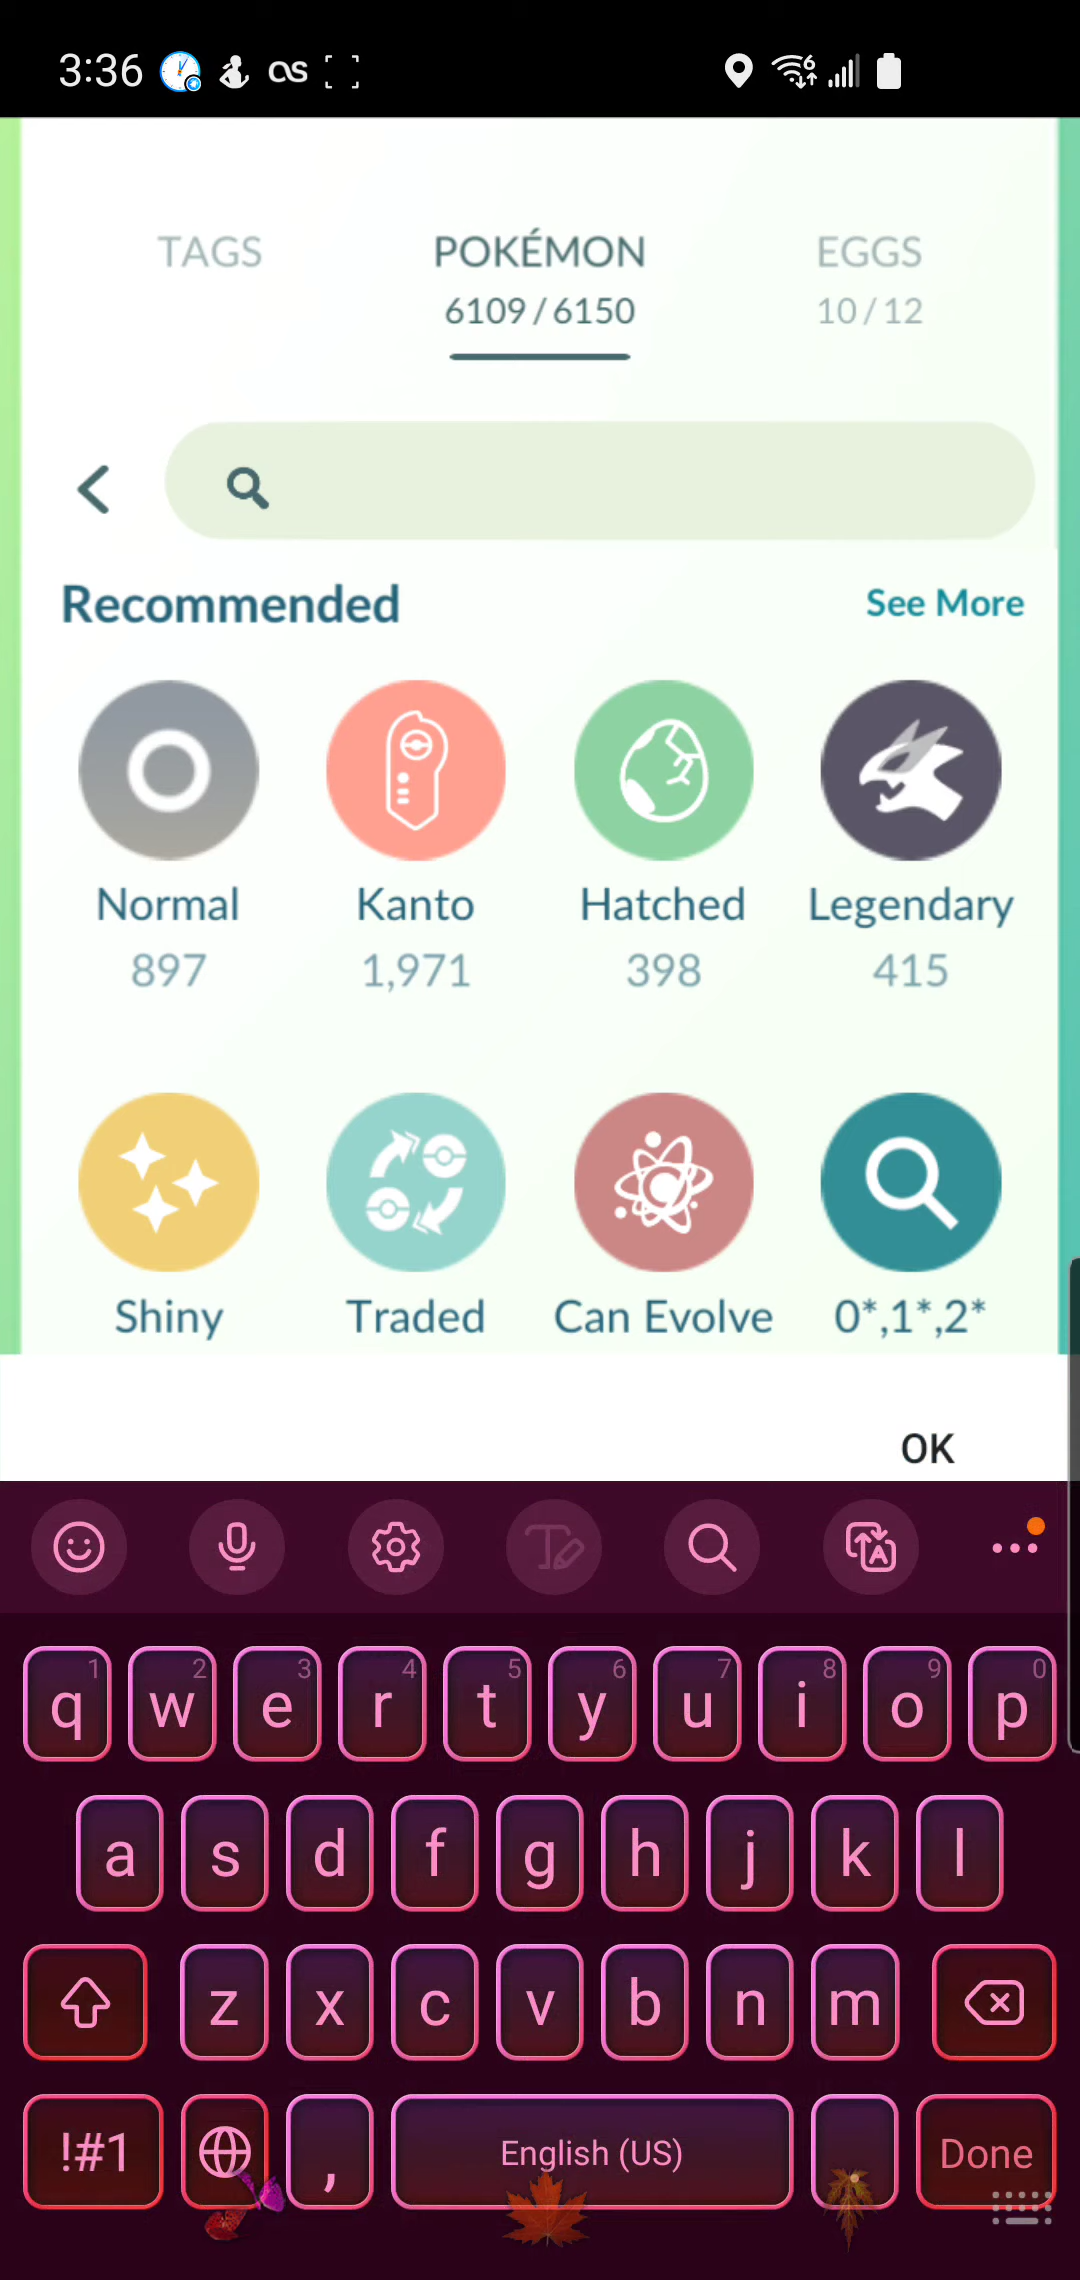 3:36
TAGS POKÉMON EGGS
6109 / 6150 10 / 12
Recommended See More
Normal Kanto Hatched Legendary
897 1,971 398 415
Shiny Traded Can Evolve 0*,1*,2*
OK
1 2 3 4 5 6 7 8 9 0
q w e r t y u i o p
a s d f g h j k l
z x c v b n m
!#1 , English (US) Done